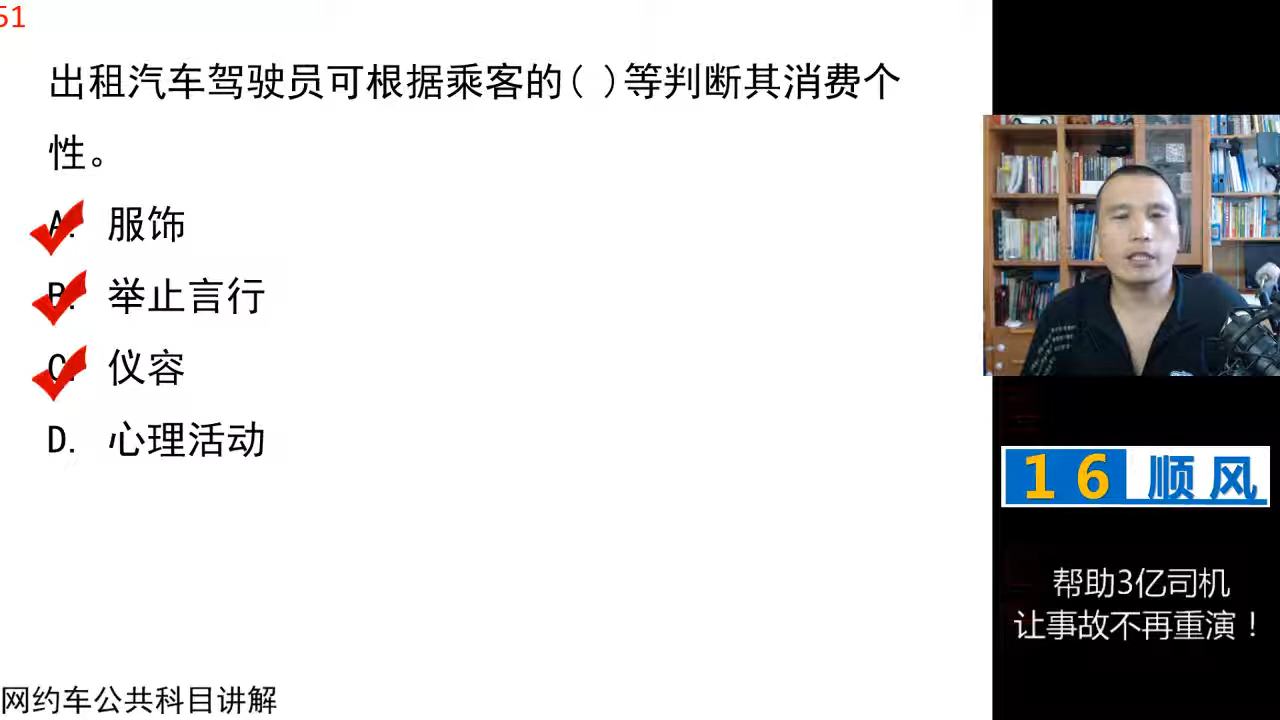 51
出租汽车驾驶员可根据乘客的( )等判断其消费个
性。
A. 服饰
B. 举止言行
C. 仪容
D. 心理活动
16顺风
帮助3亿司机
让事故不再重演！
网约车公共科目讲解